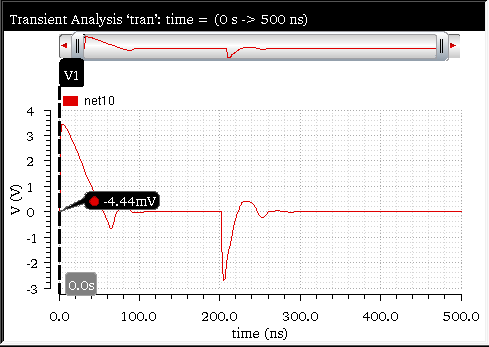 Transient Analysis 'tran': time = (0 s -> 500 ns)
V1
net10
4
3
2
1
0
-1
-2
-3
V (V)
-4.44mV
0.0s
0.0 100.0 200.0 300.0 400.0 500.0
time (ns)